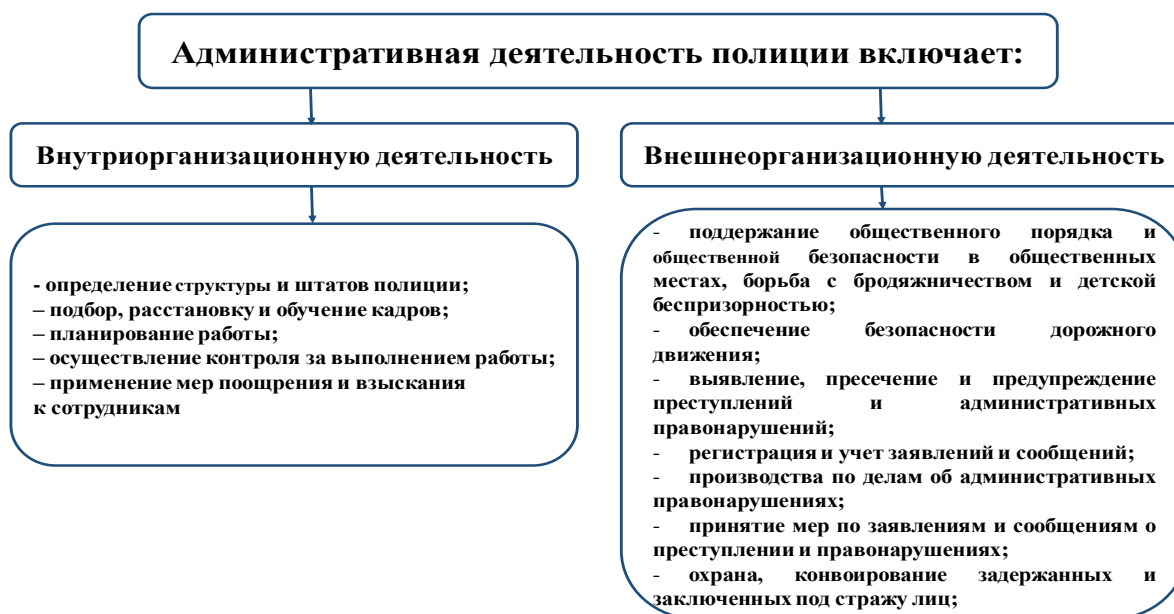 Административная деятельность полиции включает:
Внутриорганизационную деятельность
Внешнеорганизационную деятельность
- определение структуры и штатов полиции;
– подбор, расстановку и обучение кадров;
– планирование работы;
– осуществление контроля за выполнением работы;
– применение мер поощрения и взыскания
к сотрудникам
- поддержание общественного порядка и
общественной безопасности в общественных
местах, борьба с бродяжничеством и детской
беспризорностью;
- обеспечение безопасности дорожного
движения;
- выявление, пресечение и предупреждение
преступлений и административных
правонарушений;
- регистрация и учет заявлений и сообщений;
- производства по делам об административных
правонарушениях;
- принятие мер по заявлениям и сообщениям о
преступлении и правонарушениях;
- охрана, конвоирование задержанных и
заключенных под стражу лиц;